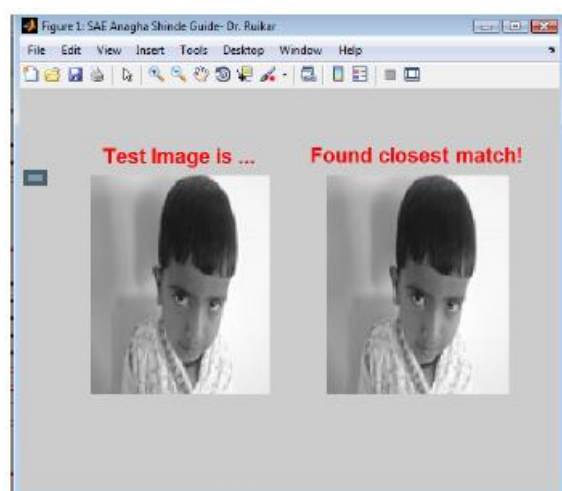 Figure 1: SAE Anagha Shinde Guide- Dr. Ruikar
File Edit View Insert Tools Desktop Window Help
Test Image is ... Found closest match!